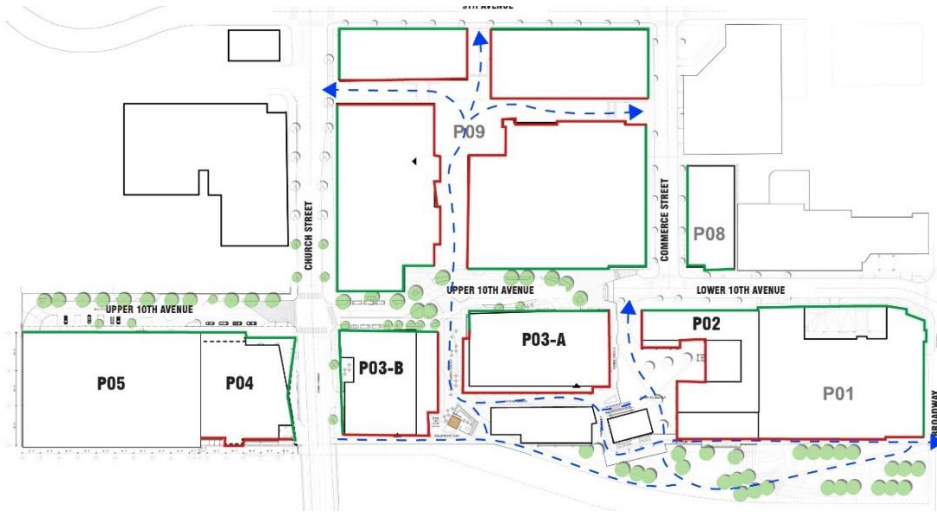 9TH AVENUE
P09
CHURCH STREET
COMMERCE STREET
P08
UPPER 10TH AVENUE
LOWER 10TH AVENUE
UPPER 10TH AVENUE
P02
P03-A
P05
P04
P03-B
P01
BROADWAY